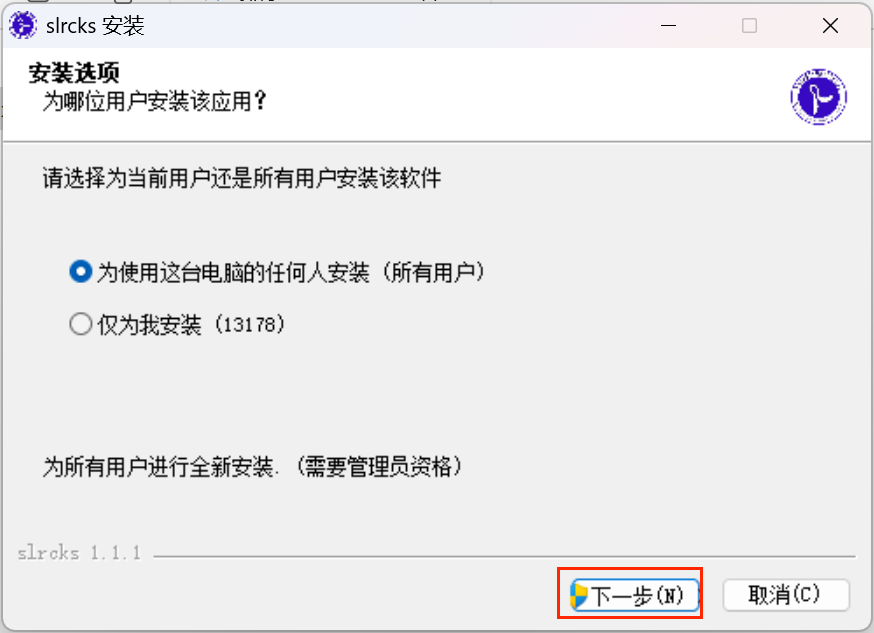 slrcks 安装
安装选项
为哪位用户安装该应用？
请选择为当前用户还是所有用户安装该软件
为使用这台电脑的任何人安装（所有用户）
仅为我安装（13178）
为所有用户进行全新安装. （需要管理员资格）
slrcks 1.1.1
下一步(N)
取消(C)